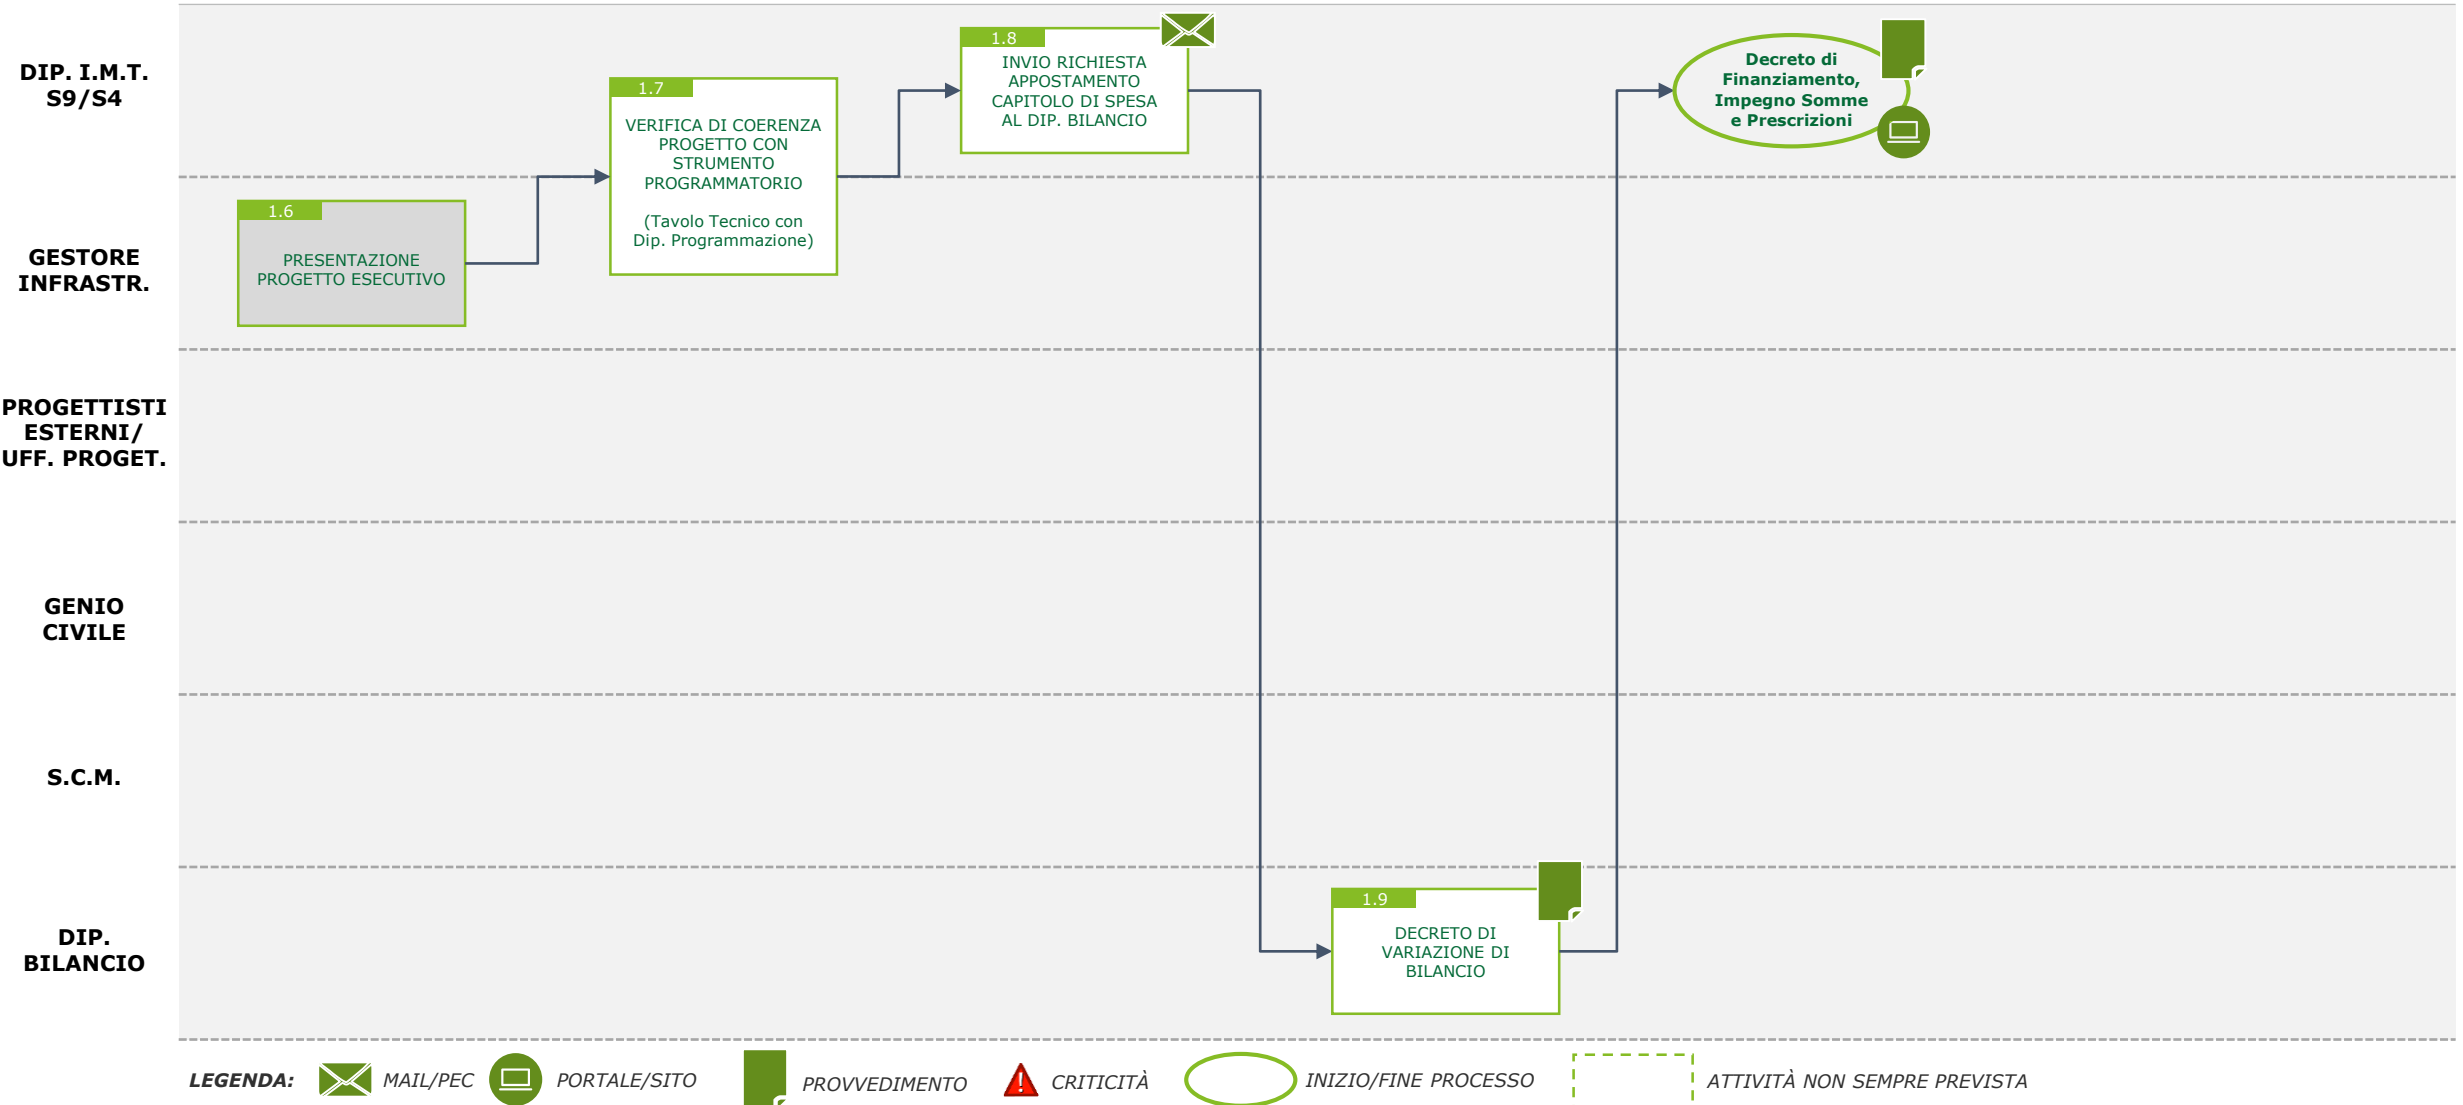 DIP. I.M.T.
S9/S4
1.7
VERIFICA DI COERENZA
PROGETTO CON
STRUMENTO
PROGRAMMATORIO
(Tavolo Tecnico con
Dip. Programmazione)
1.8
INVIO RICHIESTA
APPOSTAMENTO
CAPITOLO DI SPESA
AL DIP. BILANCIO
Decreto di
Finanziamento,
Impegno Somme
e Prescrizioni
GESTORE
INFRASTR.
1.6
PRESENTAZIONE
PROGETTO ESECUTIVO
PROGETTISTI
ESTERNI/
UFF. PROGET.
GENIO
CIVILE
S.C.M.
DIP.
BILANCIO
1.9
DECRETO DI
VARIAZIONE DI
BILANCIO
LEGENDA:
MAIL/PEC
PORTALE/SITO
PROVVEDIMENTO
!
CRITICITÀ
INIZIO/FINE PROCESSO
ATTIVITÀ NON SEMPRE PREVISTA